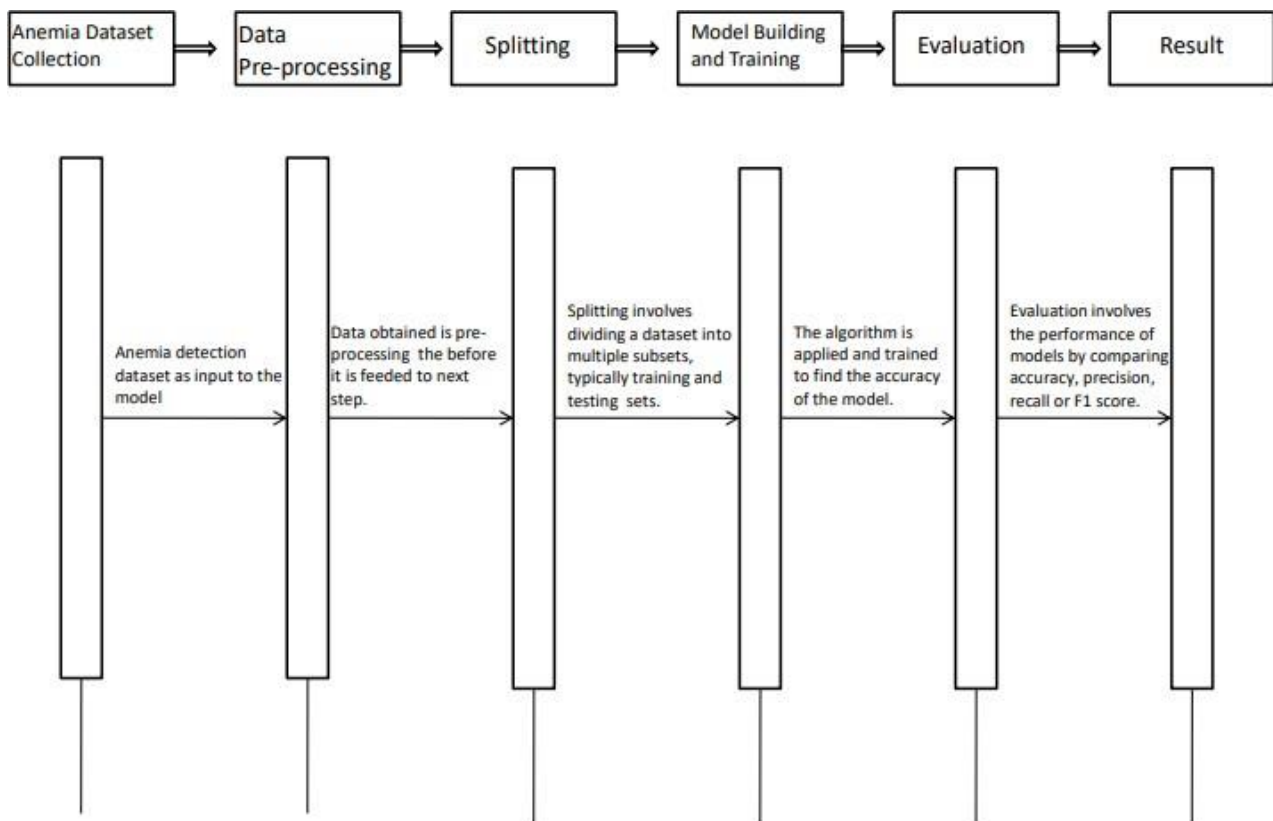 Anemia Dataset
Collection
Data
Pre-processing
Splitting
Model Building
and Training
Evaluation
Result
Anemia detection
dataset as input to the
model
Data obtained is pre-
processing the before
it is feeded to next
step.
Splitting involves
dividing a dataset into
multiple subsets,
typically training and
testing sets.
The algorithm is
applied and trained
to find the accuracy
of the model.
Evaluation involves
the performance of
models by comparing
accuracy, precision,
recall or F1 score.